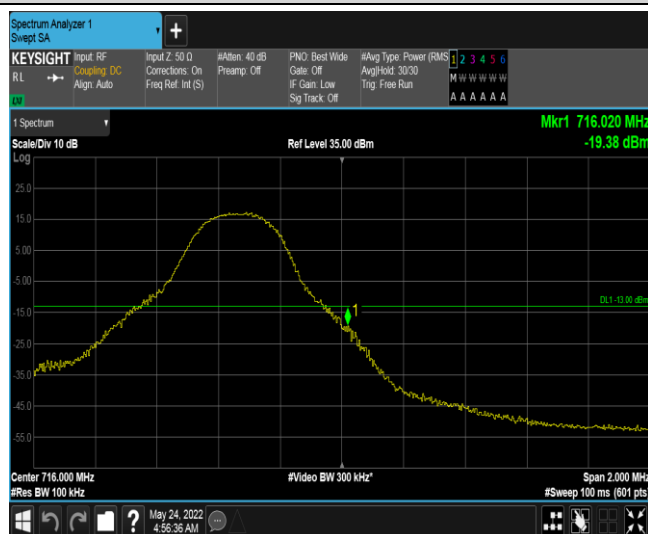 Spectrum Analyzer 1
Swept SA
KEYSIGHT
RL
LXI
Input: RF
Coupling: DC
Align: Auto
Input Z: 50 Ω
Corrections: On
Freq Ref: Int (S)
#Atten: 40 dB
Preamp: Off
PNO: Best Wide
Gate: Off
IF Gain: Low
Sig Track: Off
#Avg Type: Power (RMS
Avg|Hold: 30/30
Trig: Free Run
1 2 3 4 5 6
M W W W W W
A A A A A A
1 Spectrum
Mkr1 716.020 MHz
Scale/Div 10 dB
Ref Level 35.00 dBm
-19.38 dBm
Log
25.0
15.0
5.00
-5.00
DL1 -13.00 dBm
1
-15.0
-25.0
-35.0
-45.0
-55.0
Center 716.000 MHz
#Video BW 300 kHz*
Span 2.000 MHz
#Res BW 100 kHz
#Sweep 100 ms (601 pts)
?
May 24, 2022
4:56:36 AM